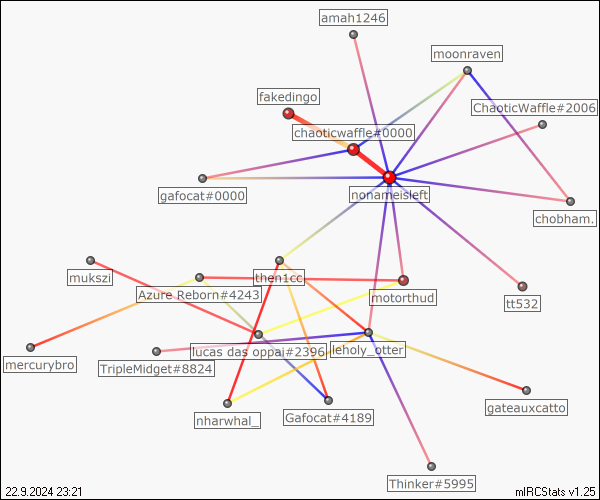 amah1246
moonraven
fakedingo
ChaoticWaffle#2006
chaoticwaffle#0000
gafocat#0000
nonameisleft
chobham.
mukszi
then1cc
Azure Reborn#4243
motorthud
tt532
mercurybro
lucas das oppai#2396
leholy_otter
TripleMidget#8824
nharwhal_
Gafocat#4189
gateauxcatto
Thinker#5995
22.9.2024 23:21
mIRCStats v1.25